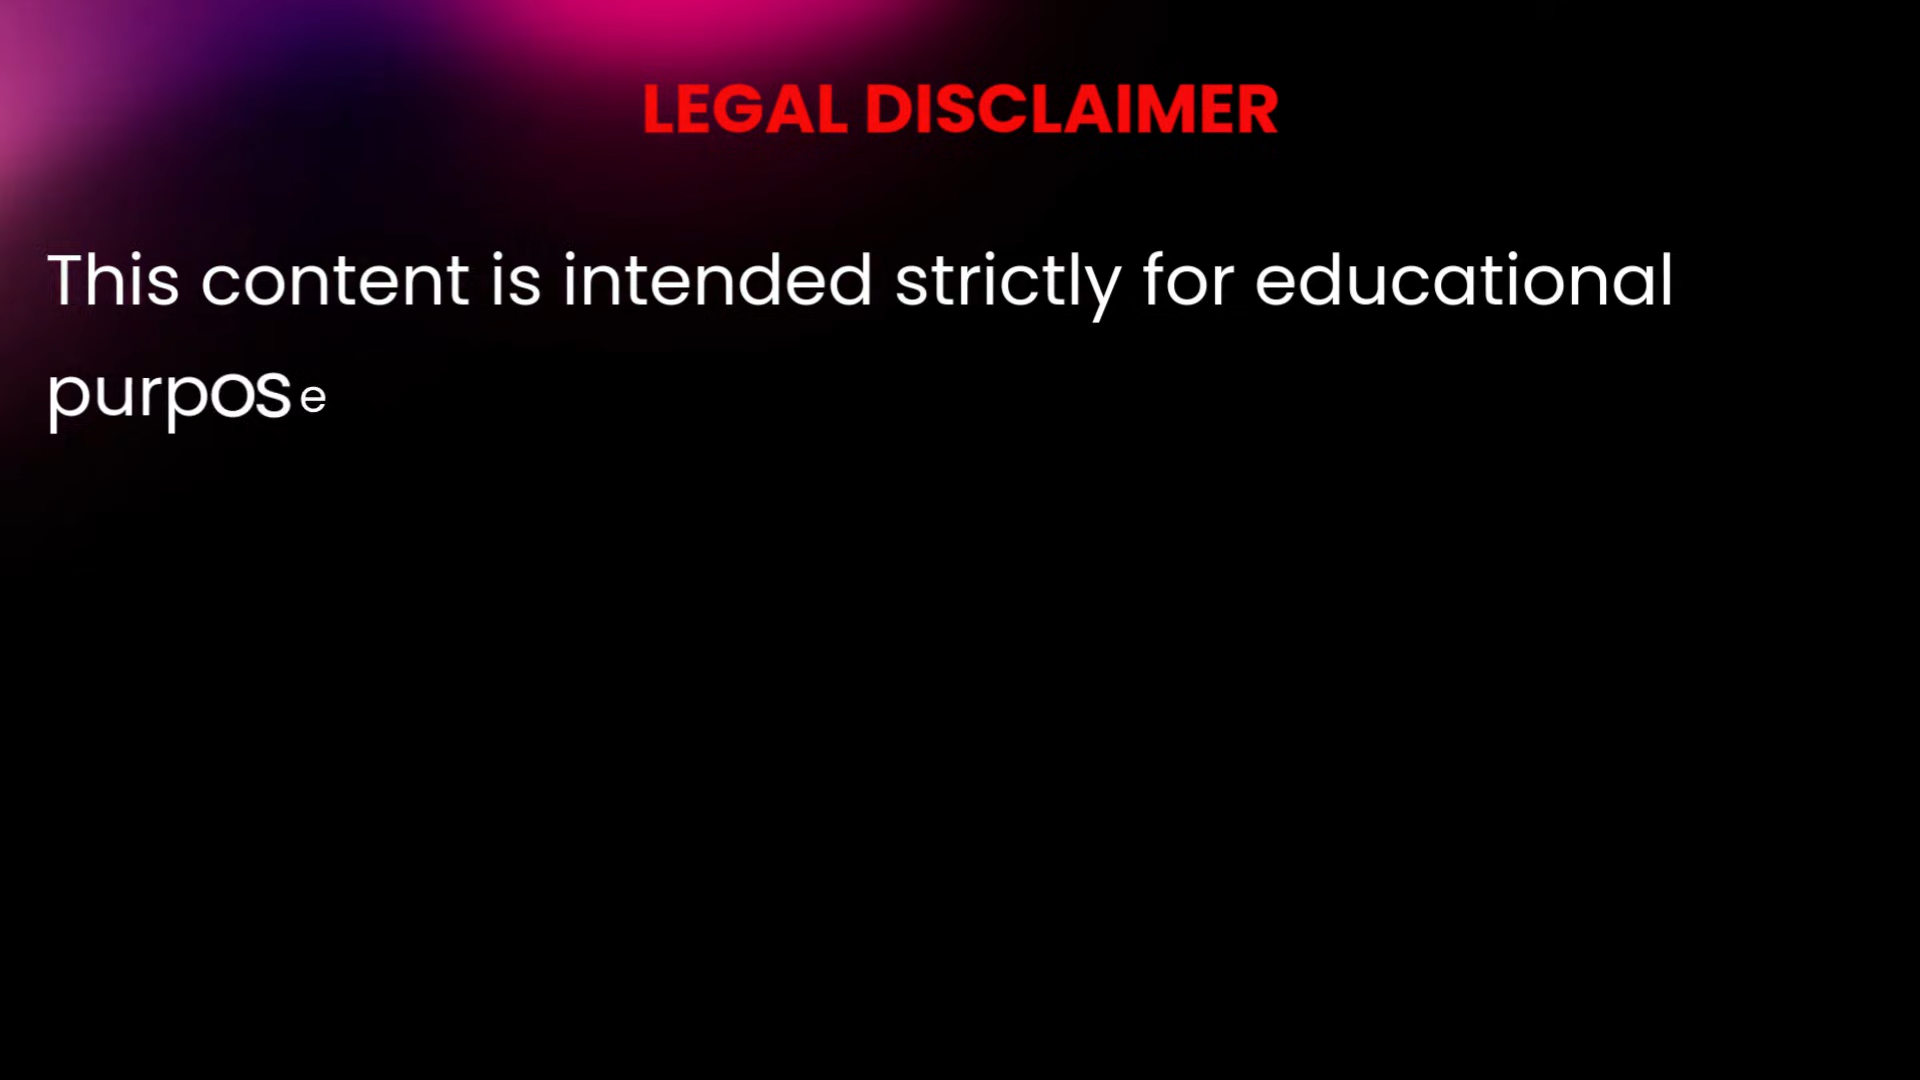 LEGAL DISCLAIMER
This content is intended strictly for educational
purpose